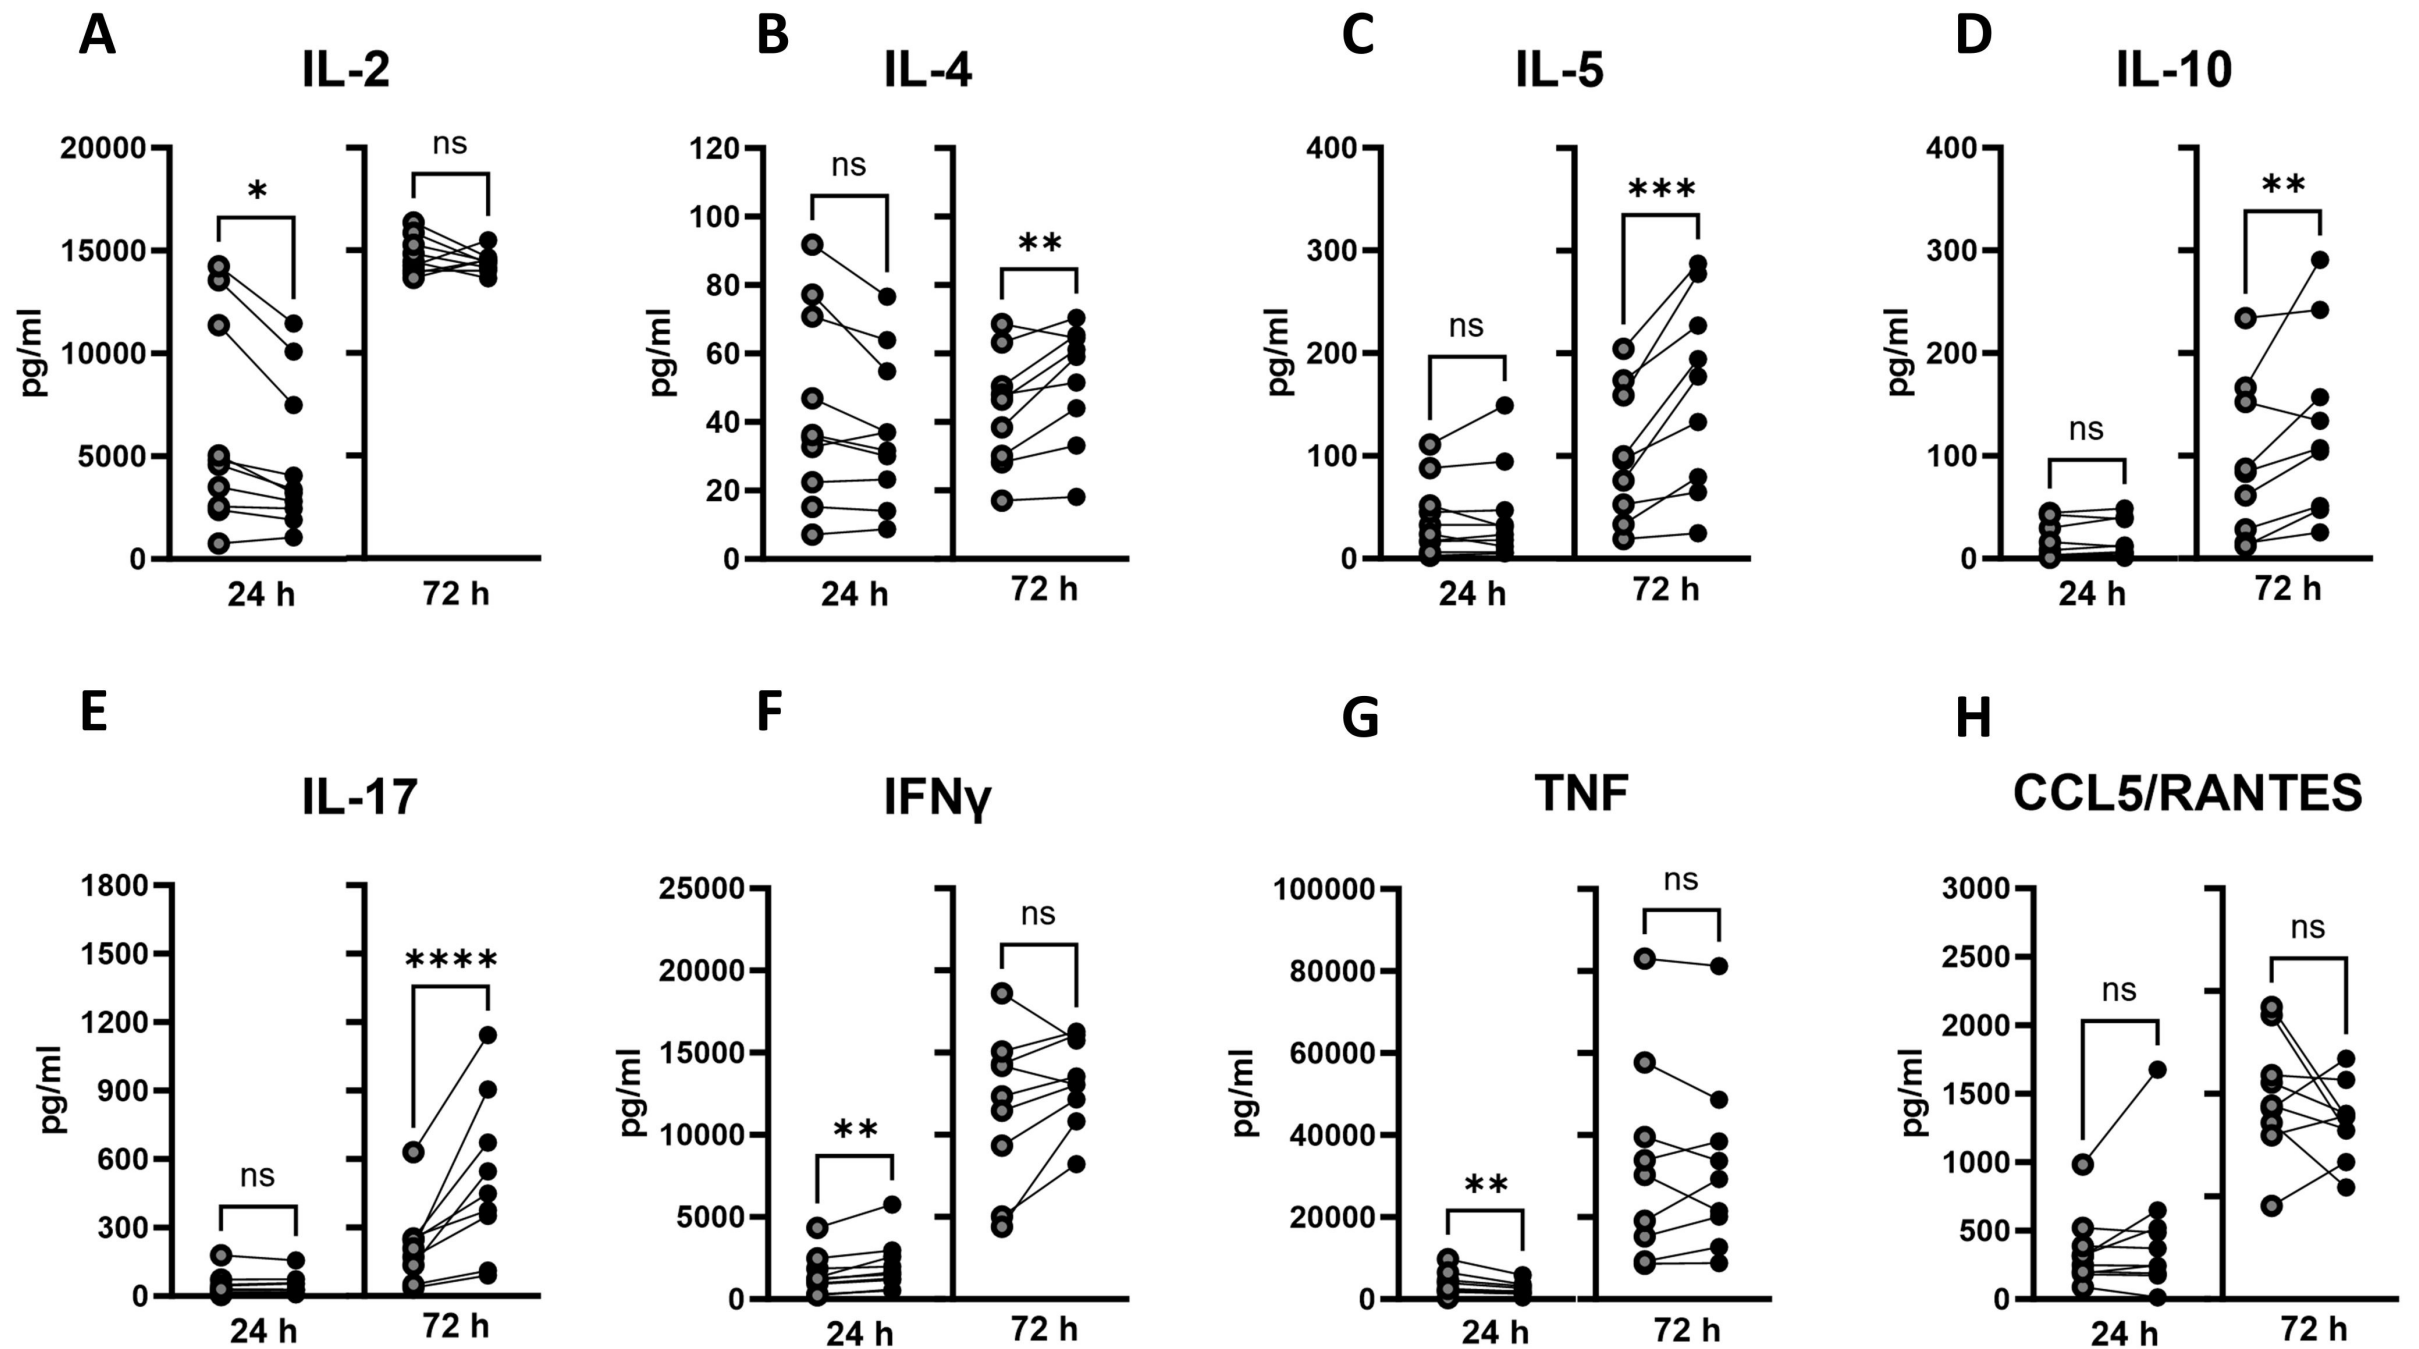 A
IL-2
pg/ml
20000
15000
10000
5000
0
*
ns
24 h
72 h
B
IL-4
pg/ml
120
100
80
60
40
20
0
ns
**
24 h
72 h
C
IL-5
pg/ml
400
300
200
100
0
ns
***
24 h
72 h
D
IL-10
pg/ml
400
300
200
100
0
ns
**
24 h
72 h
E
IL-17
pg/ml
1800
1500
1200
900
600
300
0
ns
****
24 h
72 h
F
IFNγ
pg/ml
25000
20000
15000
10000
5000
0
**
ns
24 h
72 h
G
TNF
pg/ml
100000
80000
60000
40000
20000
0
**
ns
24 h
72 h
H
CCL5/RANTES
pg/ml
3000
2500
2000
1500
1000
500
0
ns
ns
24 h
72 h